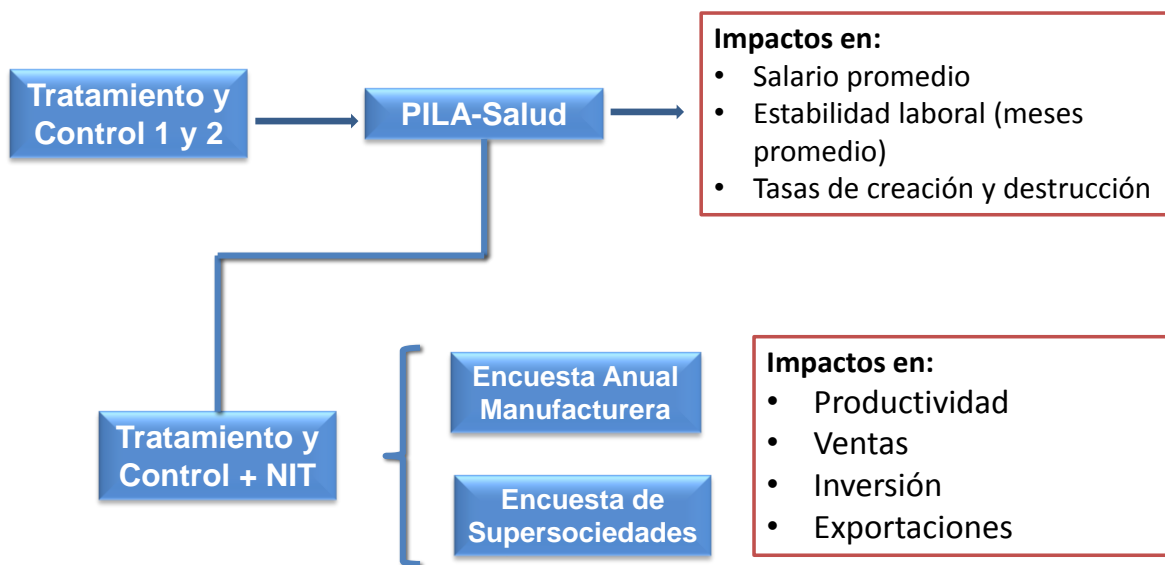 Tratamiento y
Control 1 y 2
PILA-Salud
Impactos en:
• Salario promedio
• Estabilidad laboral (meses
promedio)
• Tasas de creación y destrucción
Tratamiento y
Control + NIT
Encuesta Anual
Manufacturera
Encuesta de
Supersociedades
Impactos en:
• Productividad
• Ventas
• Inversión
• Exportaciones